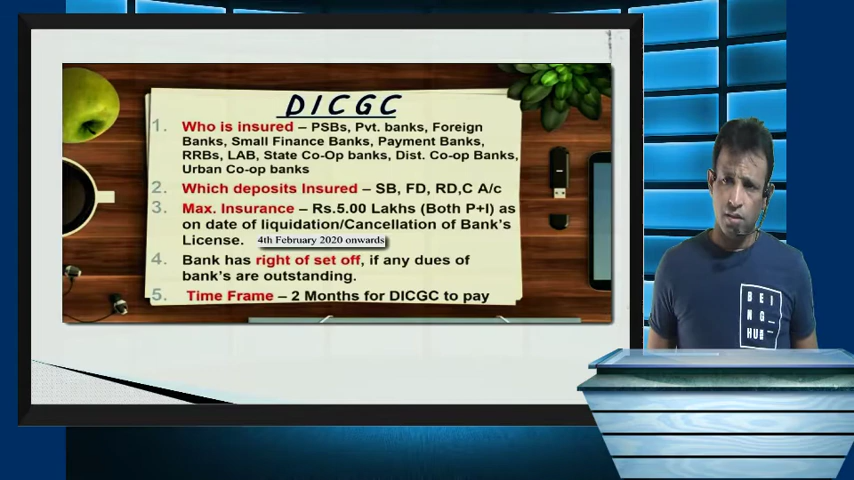 DICGC
1. Who is insured – PSBs, Pvt. banks, Foreign
Banks, Small Finance Banks, Payment Banks,
RRBs, LAB, State Co-Op banks, Dist. Co-op Banks,
Urban Co-op banks
2. Which deposits Insured – SB, FD, RD,C A/c
3. Max. Insurance – Rs.5.00 Lakhs (Both P+I) as
on date of liquidation/Cancellation of Bank's
License. 4th February 2020 onwards
4. Bank has right of set off, if any dues of
bank's are outstanding.
5. Time Frame – 2 Months for DICGC to pay
BEI
NG_
HU